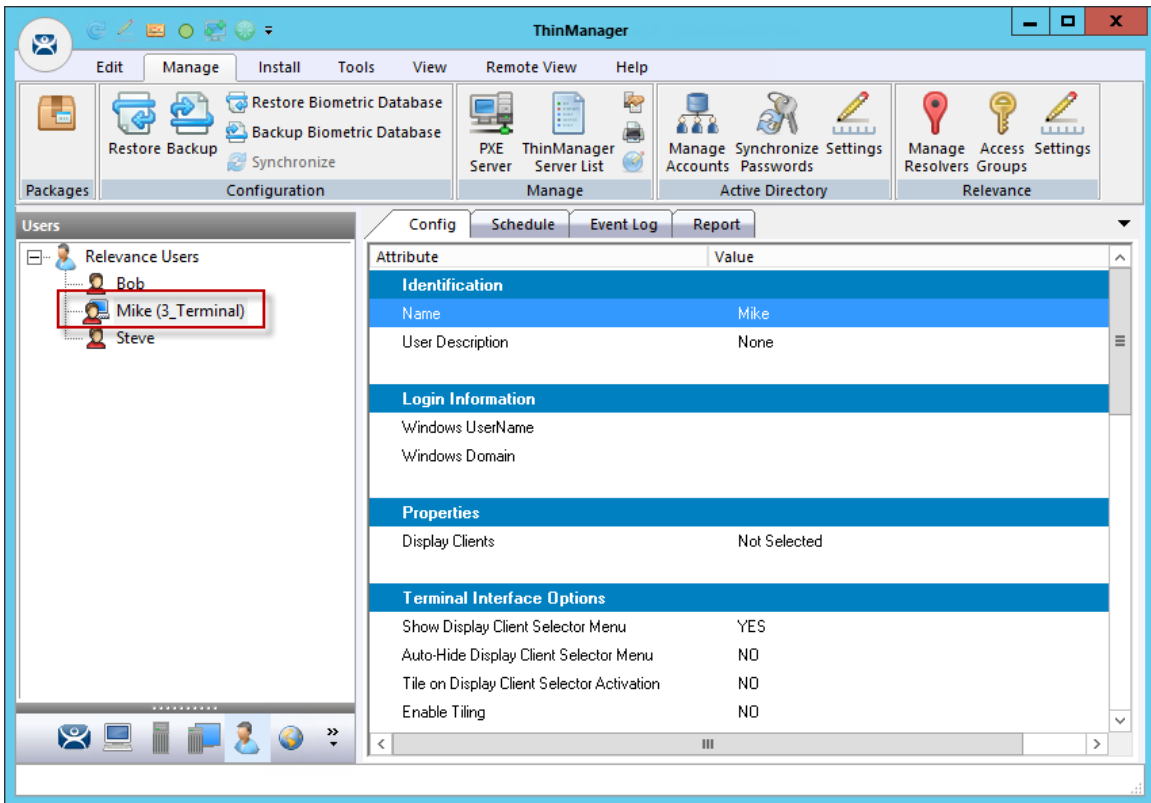 ThinManager
Edit Manage Install Tools View Remote View Help
Restore Biometric Database
Backup Biometric Database
Synchronize
Restore Backup
PXE Server
ThinManager Server List
Manage Accounts
Synchronize Passwords
Settings
Manage Resolvers
Access Groups
Settings
Packages Configuration Manage Active Directory Relevance
Users
Relevance Users
Bob
Mike (3_Terminal)
Steve
Config Schedule Event Log Report
Attribute Value
Identification
Name Mike
User Description None
Login Information
Windows UserName
Windows Domain
Properties
Display Clients Not Selected
Terminal Interface Options
Show Display Client Selector Menu YES
Auto-Hide Display Client Selector Menu NO
Tile on Display Client Selector Activation NO
Enable Tiling NO